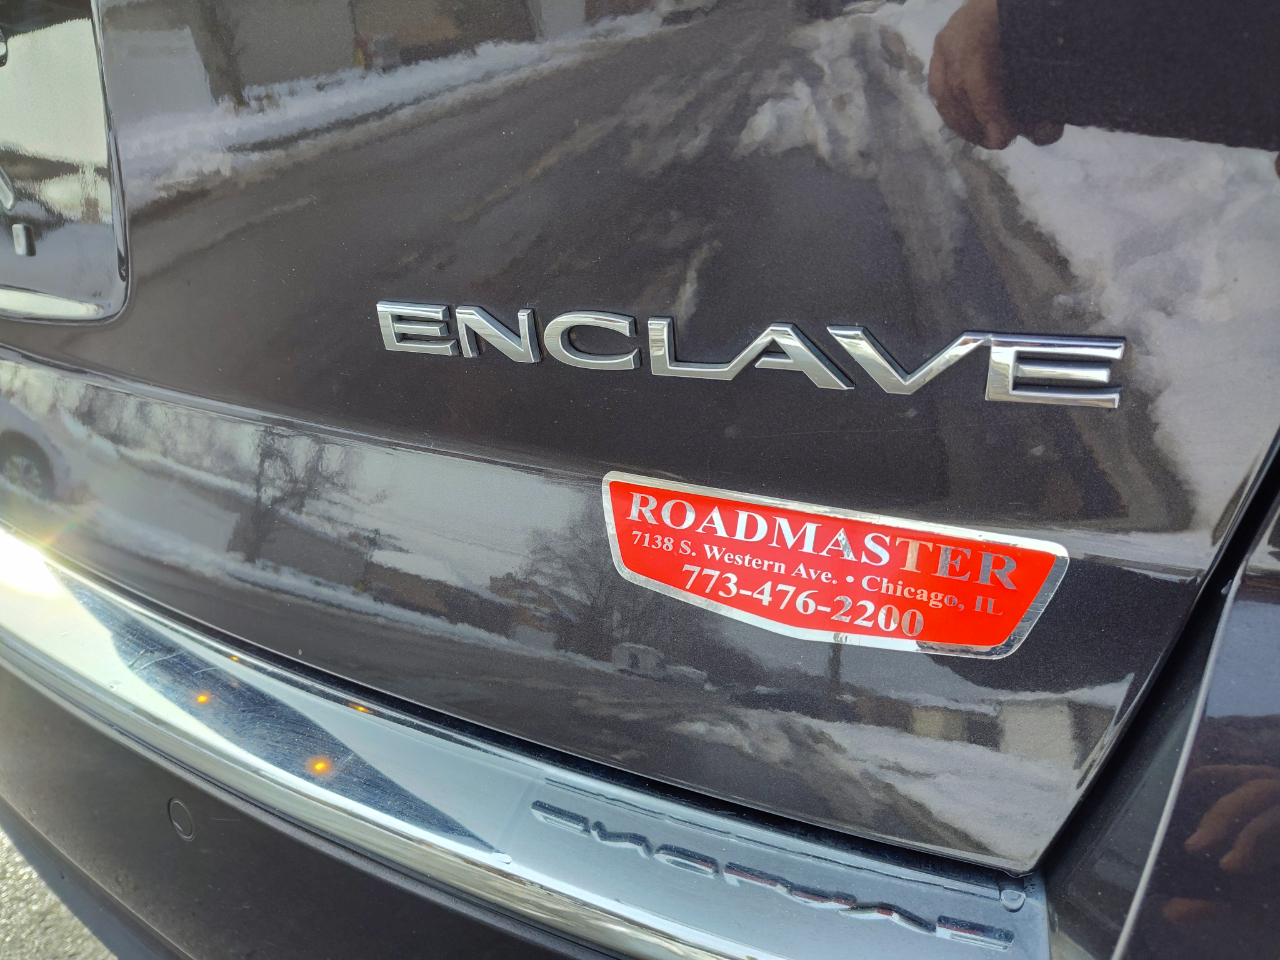 ENCLAVE
ROADMASTER
7138 S. Western Ave. • Chicago, IL
773-476-2200